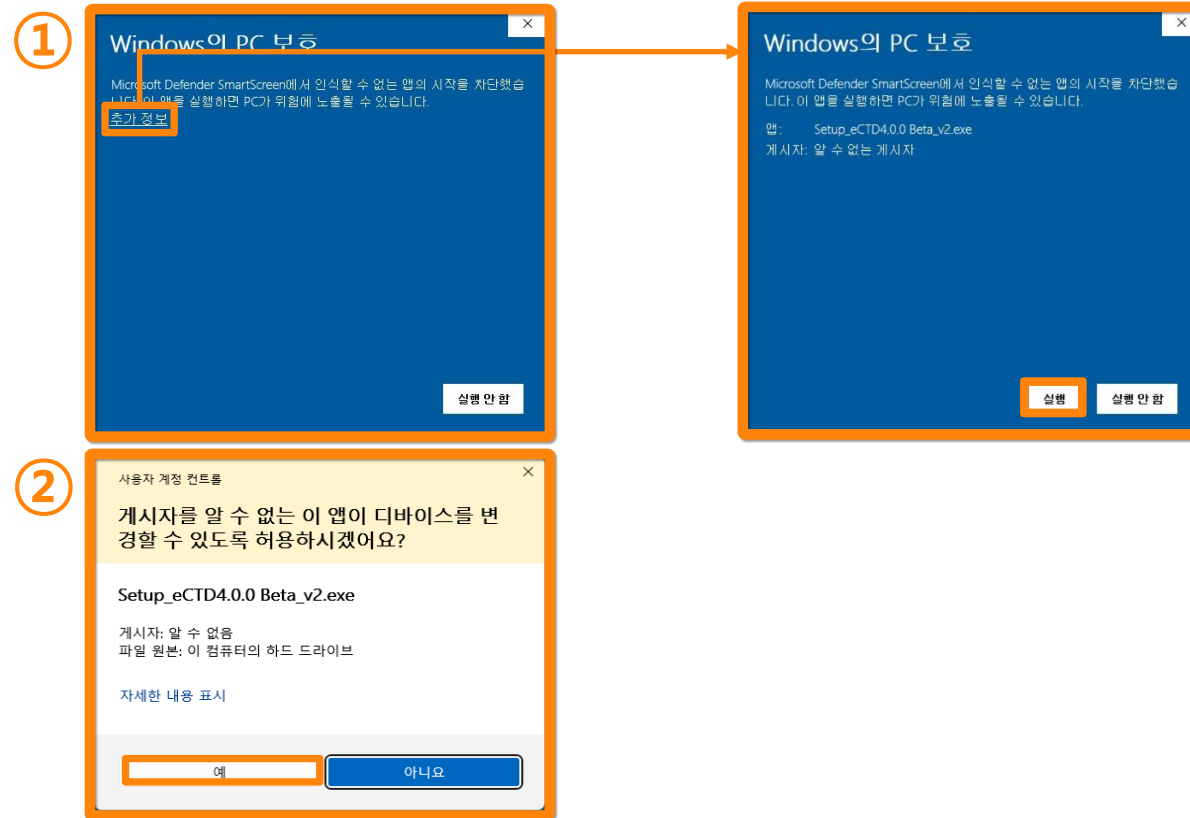 ①
Windows의 PC 보호
Microsoft Defender SmartScreen에서 인식할 수 없는 앱의 시작을 차단했습
니다. 이 앱을 실행하면 PC가 위험에 노출될 수 있습니다.
추가 정보
실행 안 함
Windows의 PC 보호
Microsoft Defender SmartScreen에서 인식할 수 없는 앱의 시작을 차단했습
니다. 이 앱을 실행하면 PC가 위험에 노출될 수 있습니다.
앱: Setup_eCTD4.0.0 Beta_v2.exe
게시자: 알 수 없는 게시자
실행 실행 안 함
②
사용자 계정 컨트롤
게시자를 알 수 없는 이 앱이 디바이스를 변
경할 수 있도록 허용하시겠어요?
Setup_eCTD4.0.0 Beta_v2.exe
게시자: 알 수 없음
파일 원본: 이 컴퓨터의 하드 드라이브
자세한 내용 표시
예 아니요